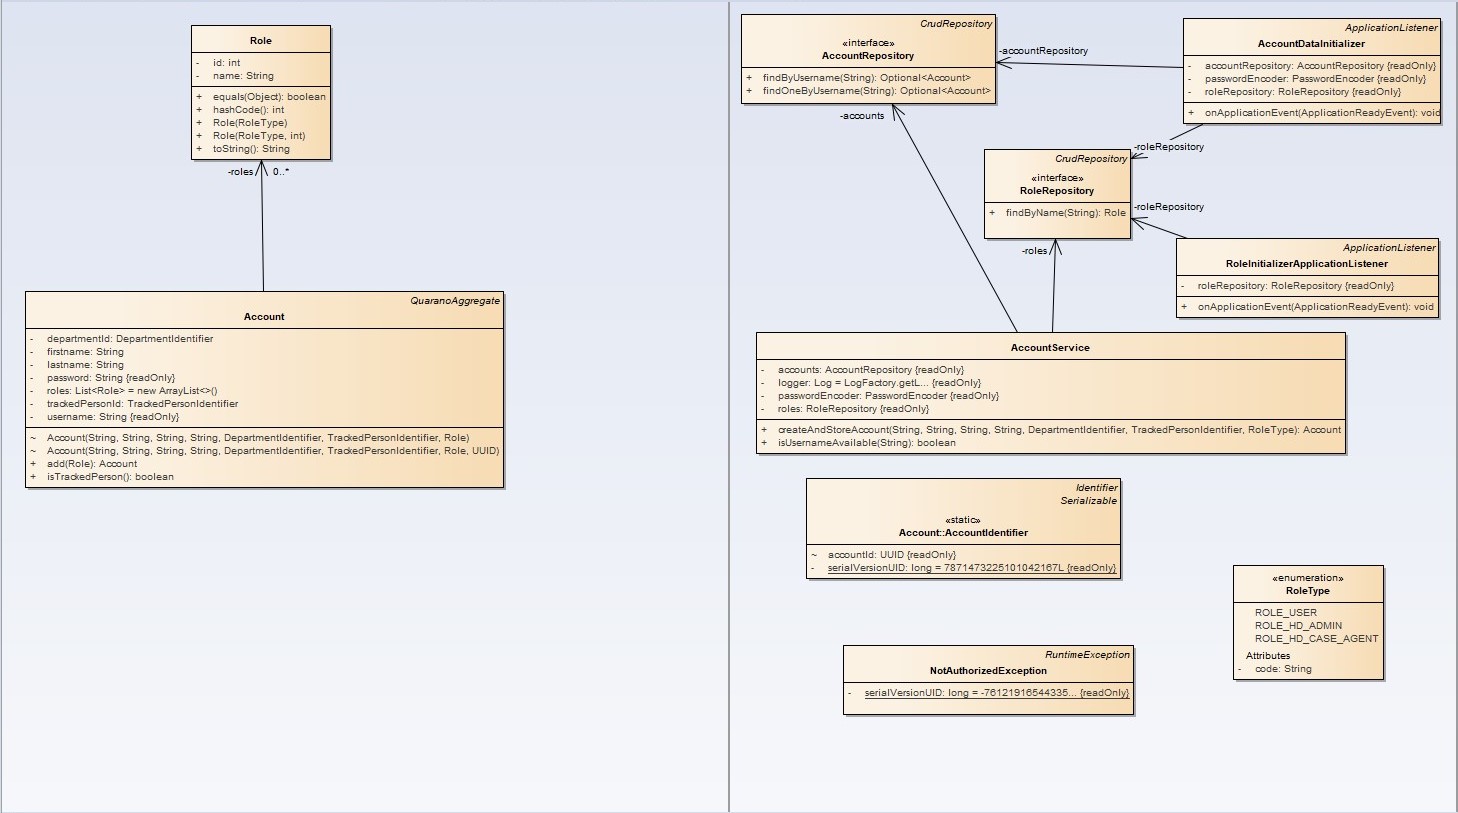 Role
- id: int
- name: String
+ equals(Object): boolean
+ hashCode(): int
+ Role(RoleType)
+ Role(RoleType, int)
+ toString(): String
-roles 0..*
QuaranoAggregate
Account
- departmentId: DepartmentIdentifier
- firstname: String
- lastname: String
- password: String {readOnly}
- roles: List<Role> = new ArrayList<>()
- trackedPersonId: TrackedPersonIdentifier
- username: String {readOnly}
~ Account(String, String, String, String, DepartmentIdentifier, TrackedPersonIdentifier, Role)
~ Account(String, String, String, String, DepartmentIdentifier, TrackedPersonIdentifier, Role, UUID)
+ add(Role): Account
+ isTrackedPerson(): boolean
CrudRepository
«interface»
AccountRepository
+ findByUsername(String): Optional<Account>
+ findOneByUsername(String): Optional<Account>
-accountRepository
-accounts
ApplicationListener
AccountDataInitializer
- accountRepository: AccountRepository {readOnly}
- passwordEncoder: PasswordEncoder {readOnly}
- roleRepository: RoleRepository {readOnly}
+ onApplicationEvent(ApplicationReadyEvent): void
-roleRepository
CrudRepository
«interface»
RoleRepository
+ findByName(String): Role
-roleRepository
-roles
ApplicationListener
RoleInitializerApplicationListener
- roleRepository: RoleRepository {readOnly}
+ onApplicationEvent(ApplicationReadyEvent): void
AccountService
- accounts: AccountRepository {readOnly}
- logger: Log = LogFactory.getL... {readOnly}
- passwordEncoder: PasswordEncoder {readOnly}
- roles: RoleRepository {readOnly}
+ createAndStoreAccount(String, String, String, String, DepartmentIdentifier, TrackedPersonIdentifier, RoleType): Account
+ isUsernameAvailable(String): boolean
Identifier
Serializable
«static»
Account::AccountIdentifier
~ accountId: UUID {readOnly}
- serialVersionUID: long = 7871473225101042167L {readOnly}
«enumeration»
RoleType
ROLE_USER
ROLE_HD_ADMIN
ROLE_HD_CASE_AGENT
Attributes
- code: String
RuntimeException
NotAuthorizedException
- serialVersionUID: long = -76121916544335... {readOnly}